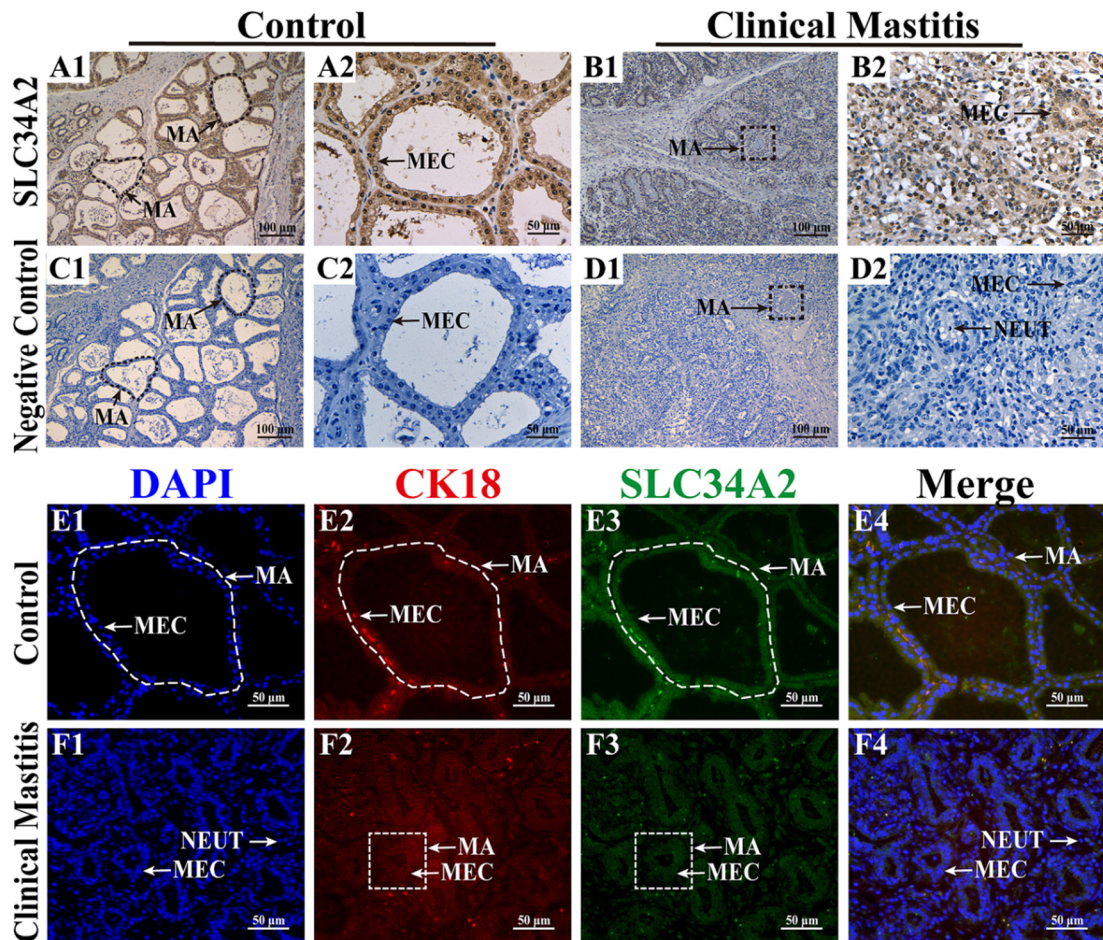 Control
Clinical Mastitis
SLC34A2
A1
MA
MA
100 μm
A2
MEC
50 μm
B1
MA
100 μm
B2
MEC
50 μm
Negative Control
C1
MA
MA
100 μm
C2
MEC
50 μm
D1
MA
100 μm
D2
MEC
NEUT
50 μm
DAPI
CK18
SLC34A2
Merge
Control
E1
MA
MEC
50 μm
E2
MA
MEC
50 μm
E3
MA
MEC
50 μm
E4
MA
MEC
50 μm
Clinical Mastitis
F1
NEUT
MEC
50 μm
F2
MA
MEC
50 μm
F3
MA
MEC
50 μm
F4
NEUT
MEC
50 μm